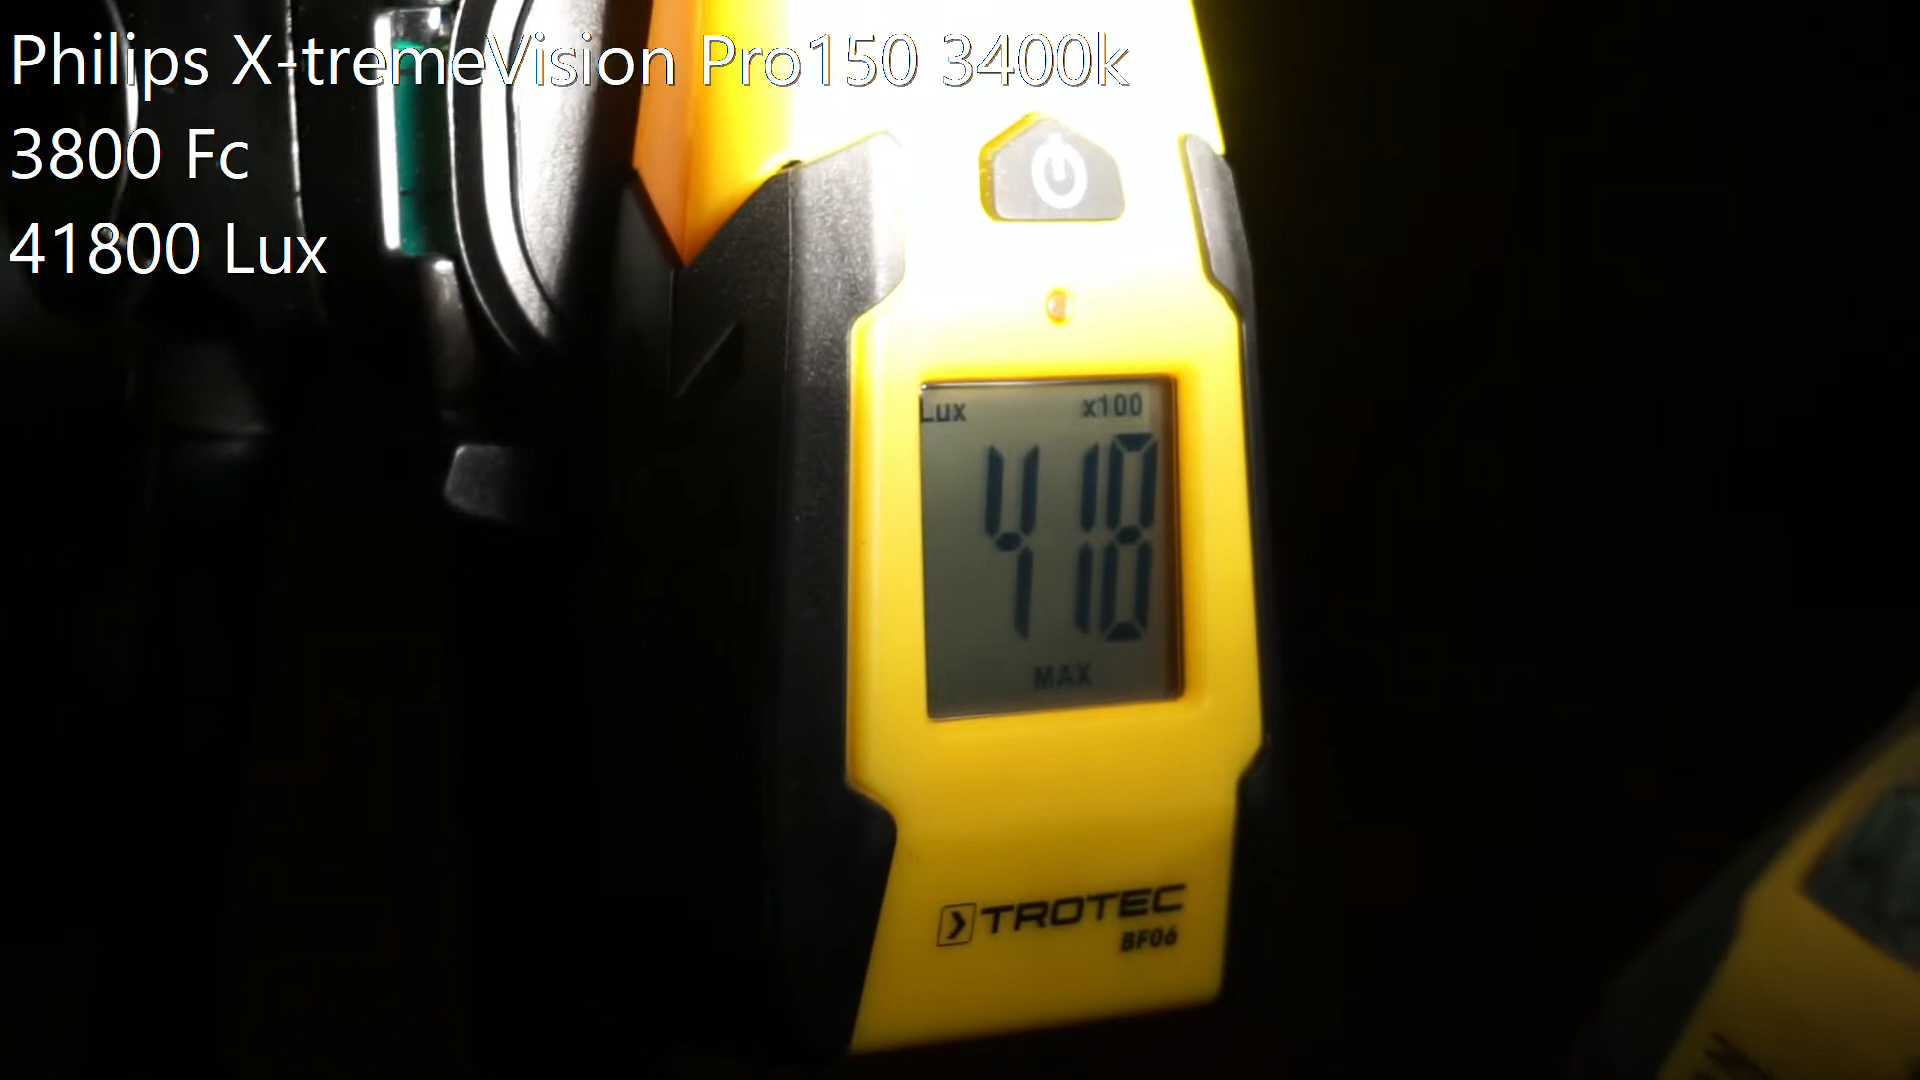 Philips X-tremeVision Pro150 3400k
3800 Fc
41800 Lux
Lux x100
418
MAX
TROTEC
BF06